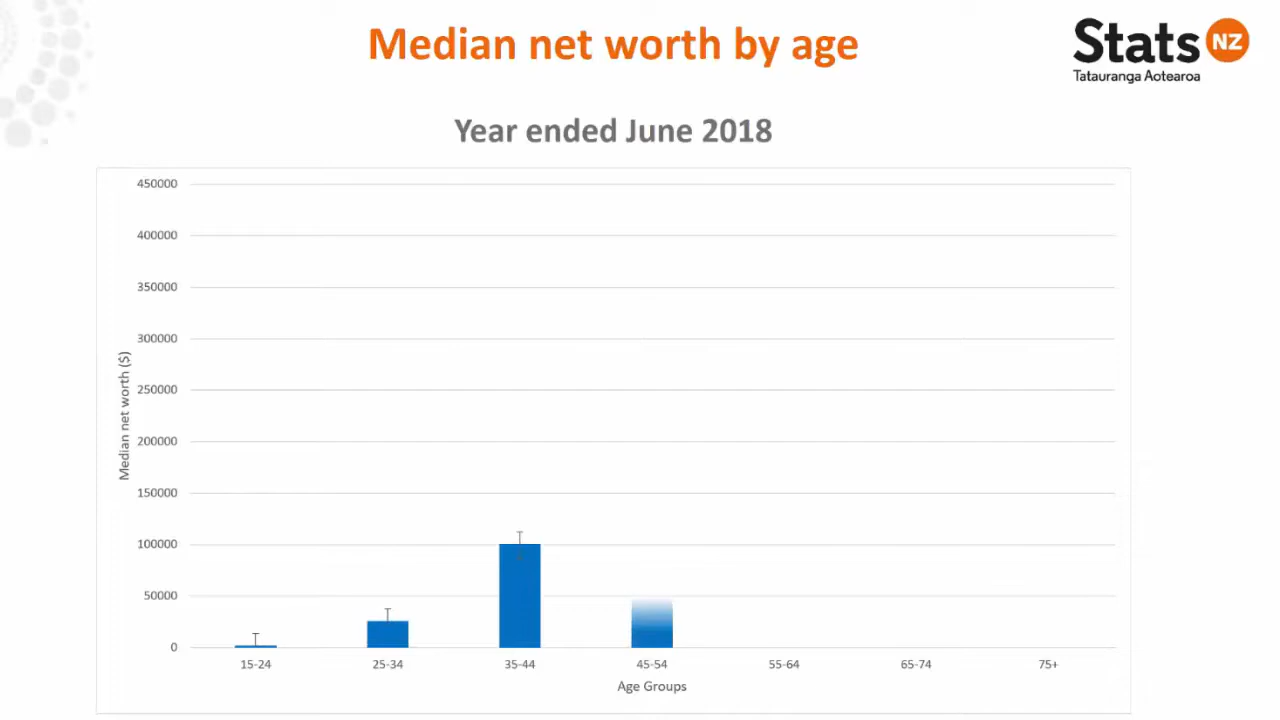 Median net worth by age
Stats NZ
Tatauranga Aotearoa
Year ended June 2018
450000
400000
350000
300000
250000
200000
150000
100000
50000
0
Median net worth ($)
15-24 25-34 35-44 45-54 55-64 65-74 75+
Age Groups